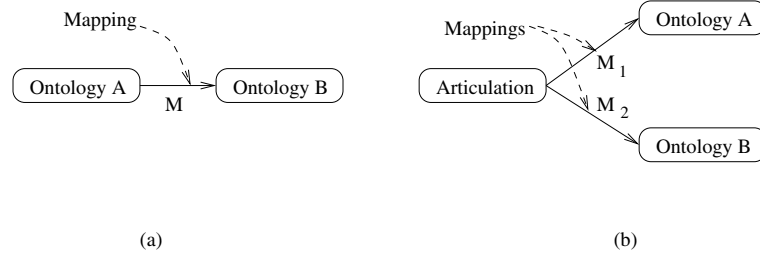 Mapping
Ontology A
M
Ontology B
(a)
Mappings
Articulation
M 1
M 2
Ontology A
Ontology B
(b)